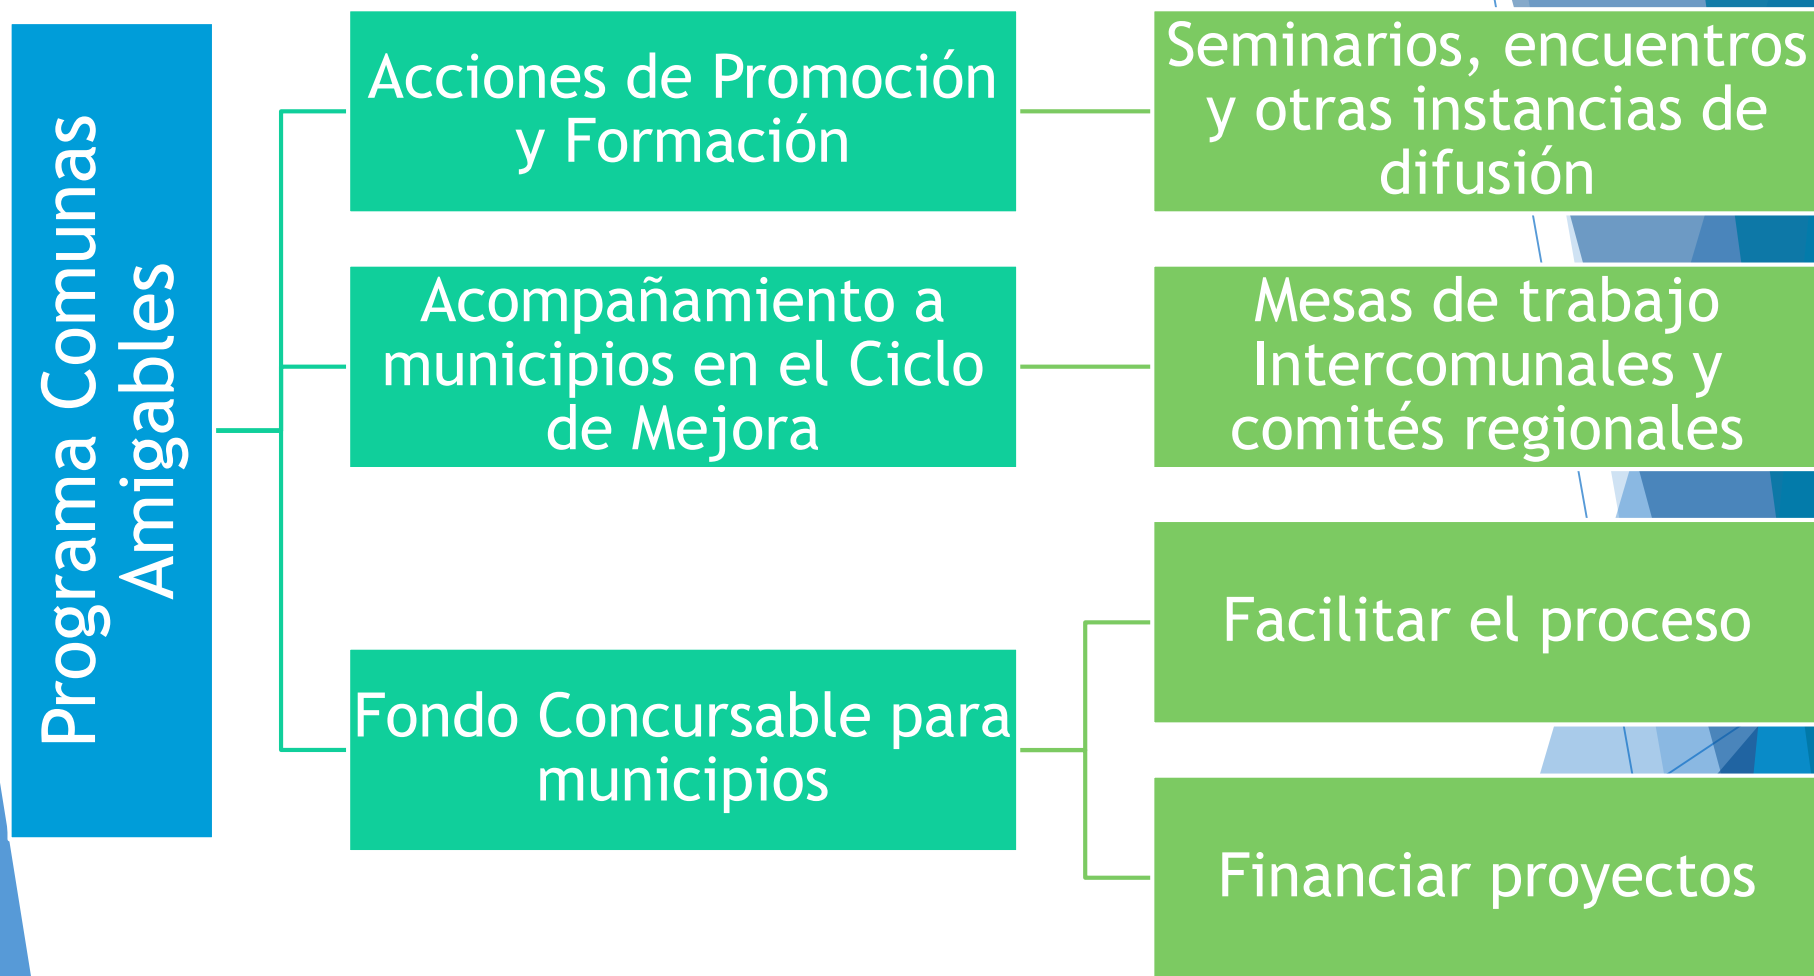 Programa Comunas
Amigables
Acciones de Promoción
y Formación
Seminarios, encuentros
y otras instancias de
difusión
Acompañamiento a
municipios en el Ciclo
de Mejora
Mesas de trabajo
Intercomunales y
comités regionales
Fondo Concursable para
municipios
Facilitar el proceso
Financiar proyectos